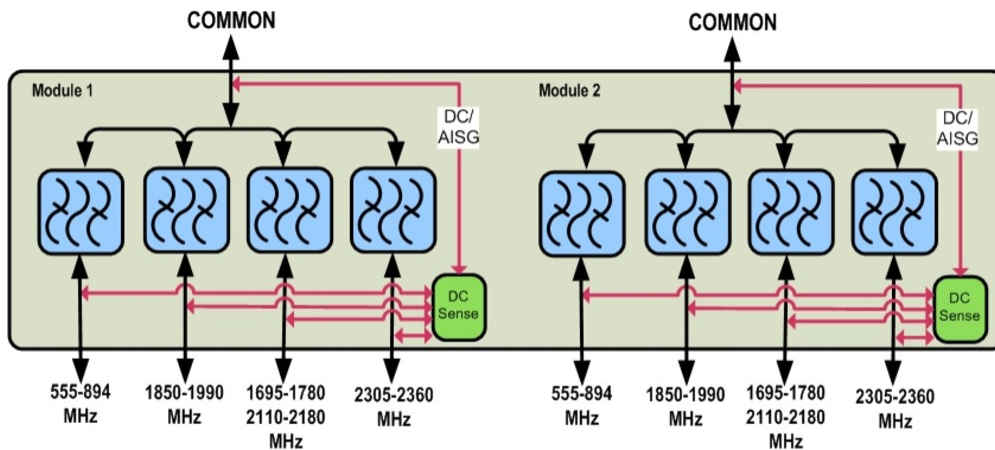 COMMON
COMMON
Module 1
Module 2
DC/
AISG
DC/
AISG
DC
Sense
DC
Sense
555-894
MHz
1850-1990
MHz
1695-1780
2110-2180
MHz
2305-2360
MHz
555-894
MHz
1850-1990
MHz
1695-1780
2110-2180
MHz
2305-2360
MHz